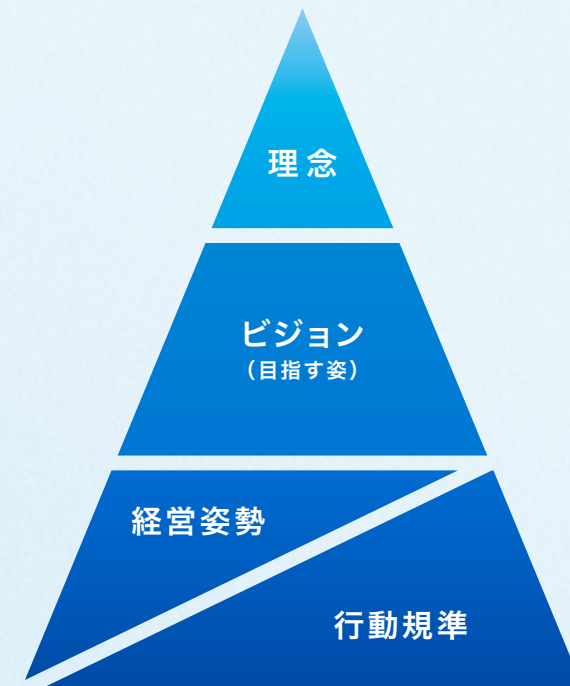 理念
ビジョン
（目指す姿）
経営姿勢
行動規準